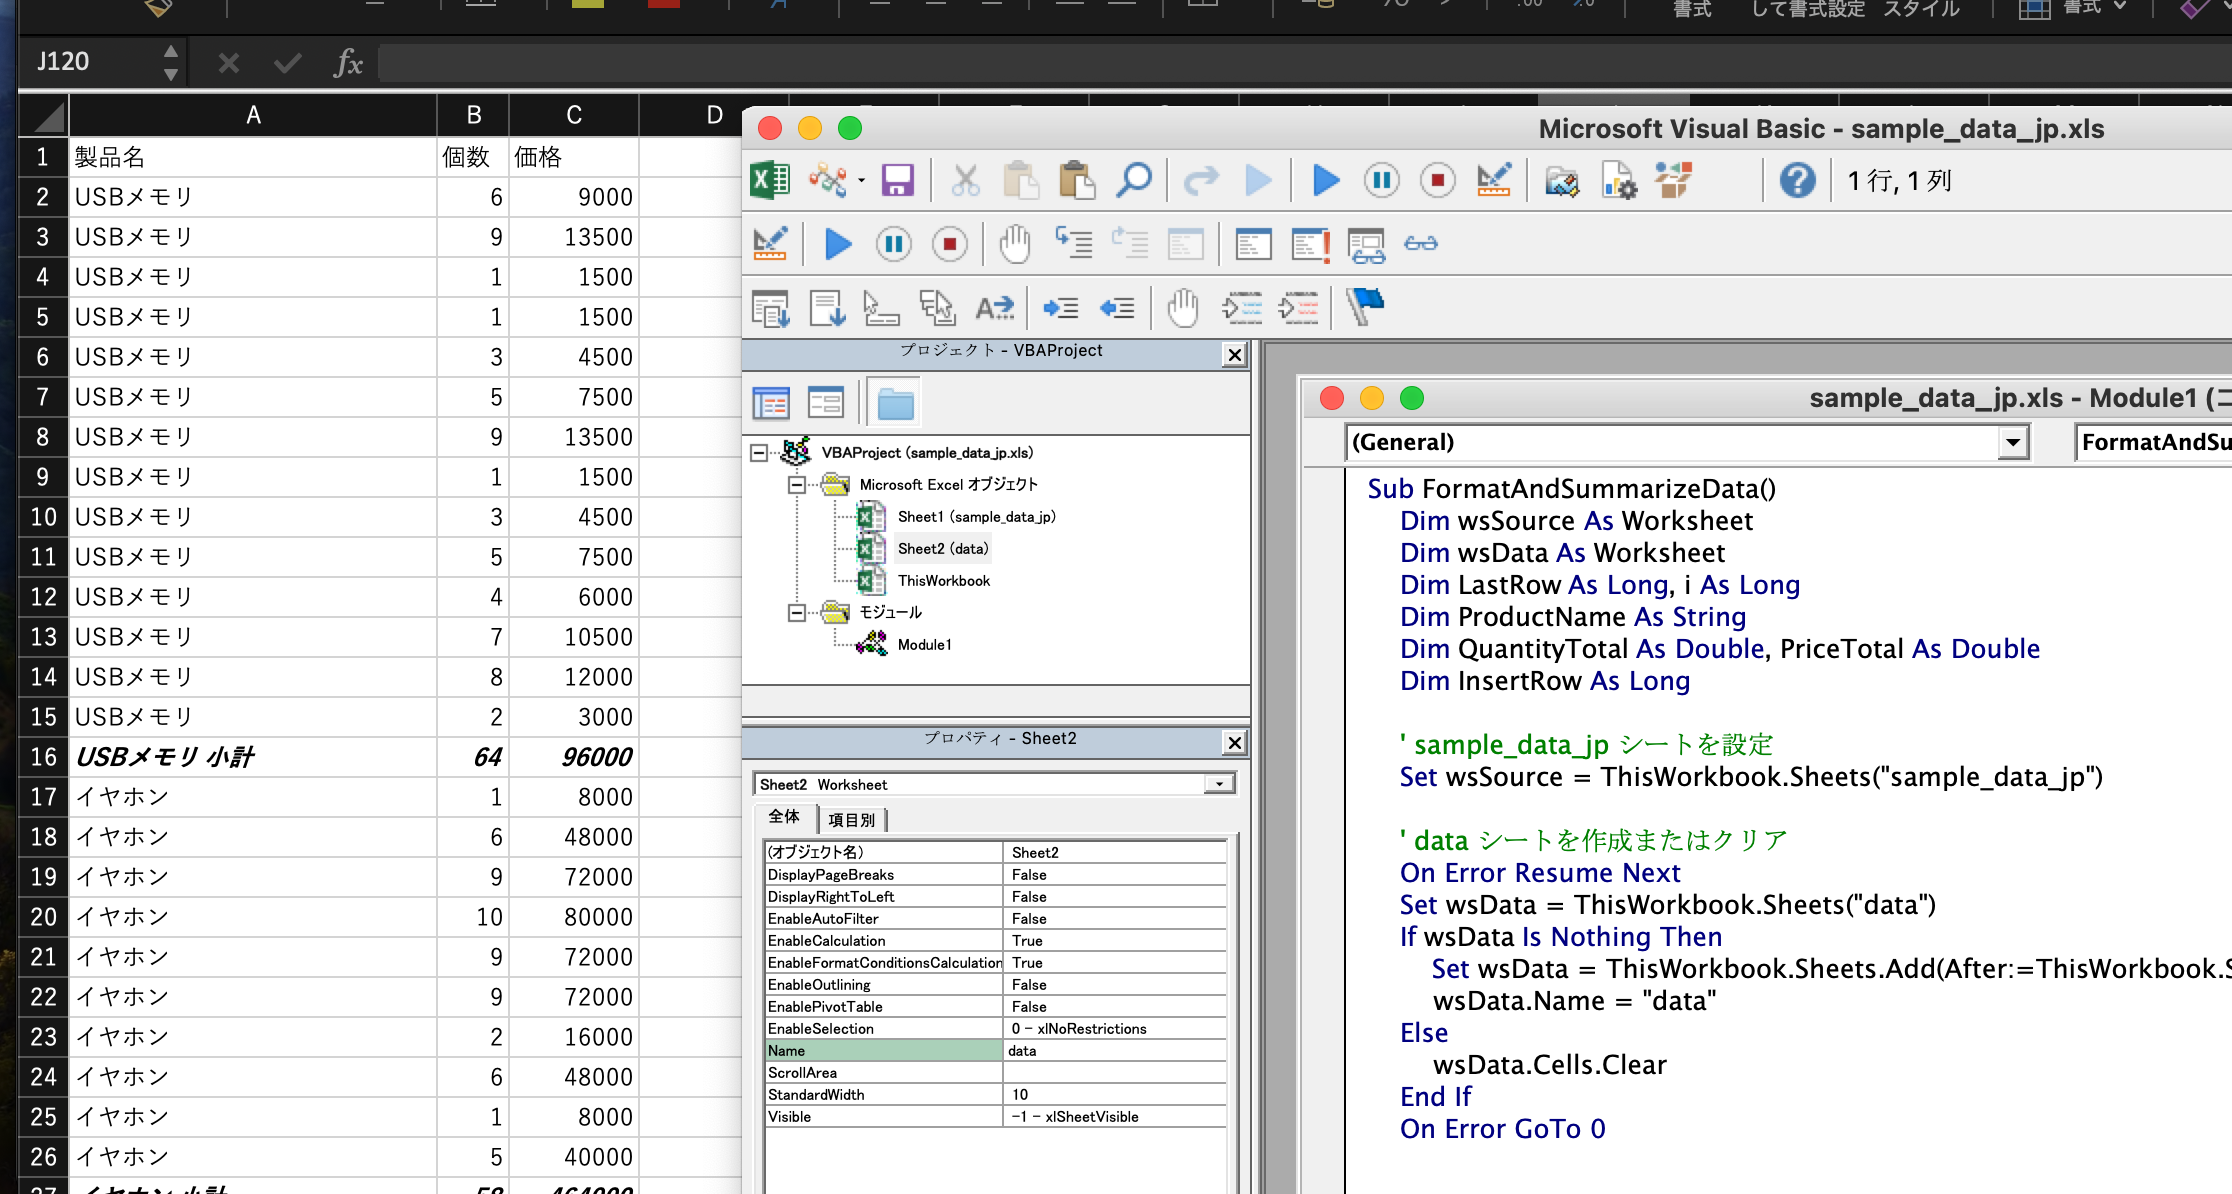 書式
して書式設定
スタイル
書式
J120
fx
A B C D
1 製品名 個数 価格
2 USBメモリ 6 9000
3 USBメモリ 9 13500
4 USBメモリ 1 1500
5 USBメモリ 1 1500
6 USBメモリ 3 4500
7 USBメモリ 5 7500
8 USBメモリ 9 13500
9 USBメモリ 1 1500
10 USBメモリ 3 4500
11 USBメモリ 5 7500
12 USBメモリ 4 6000
13 USBメモリ 7 10500
14 USBメモリ 8 12000
15 USBメモリ 2 3000
16 USBメモリ 小計 64 96000
17 イヤホン 1 8000
18 イヤホン 6 48000
19 イヤホン 9 72000
20 イヤホン 10 80000
21 イヤホン 9 72000
22 イヤホン 9 72000
23 イヤホン 2 16000
24 イヤホン 6 48000
25 イヤホン 1 8000
26 イヤホン 5 40000
27 イヤホン 小計 58 464000
Microsoft Visual Basic - sample_data_jp.xls
1 行, 1 列
プロジェクト - VBAProject
VBAProject (sample_data_jp.xls)
Microsoft Excel オブジェクト
Sheet1 (sample_data_jp)
Sheet2 (data)
ThisWorkbook
モジュール
Module1
プロパティ - Sheet2
Sheet2 Worksheet
全体 項目別
(オブジェクト名) Sheet2
DisplayPageBreaks False
DisplayRightToLeft False
EnableAutoFilter False
EnableCalculation True
EnableFormatConditionsCalculation True
EnableOutlining False
EnablePivotTable False
EnableSelection 0 - xlNoRestrictions
Name data
ScrollArea
StandardWidth 10
Visible -1 - xlSheetVisible
sample_data_jp.xls - Module1 (コ
(General) FormatAndSu
Sub FormatAndSummarizeData()
Dim wsSource As Worksheet
Dim wsData As Worksheet
Dim LastRow As Long, i As Long
Dim ProductName As String
Dim QuantityTotal As Double, PriceTotal As Double
Dim InsertRow As Long
' sample_data_jp シートを設定
Set wsSource = ThisWorkbook.Sheets("sample_data_jp")
' data シートを作成またはクリア
On Error Resume Next
Set wsData = ThisWorkbook.Sheets("data")
If wsData Is Nothing Then
Set wsData = ThisWorkbook.Sheets.Add(After:=ThisWorkbook.S
wsData.Name = "data"
Else
wsData.Cells.Clear
End If
On Error GoTo 0